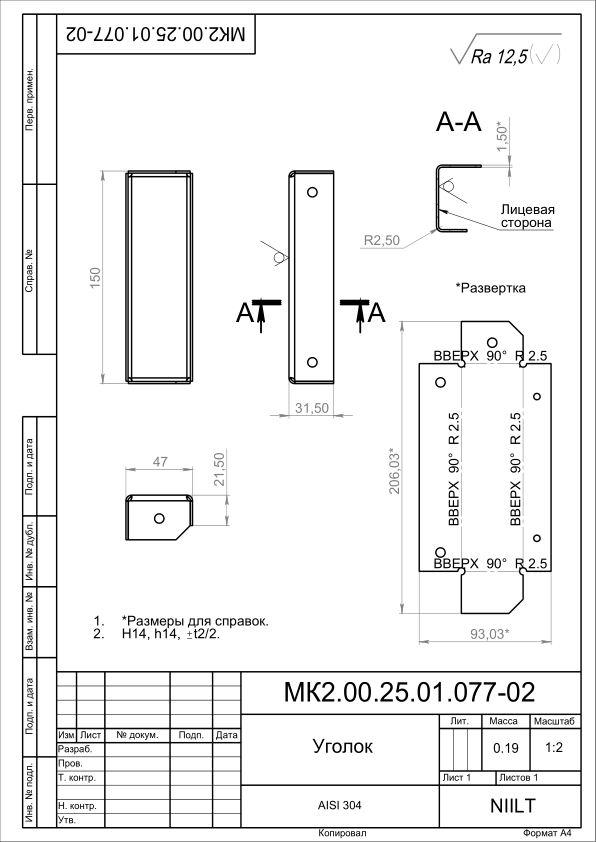 МК2.00.25.01.077-02
Ra 12,5 (√)
Перв. примен.
Справ. №
Подп. и дата
Инв. № дубл.
Взам. инв. №
Подп. и дата
Инв. № подл.
А-А
1,50*
R2,50
Лицевая
сторона
150
А
А
31,50
*Развертка
ВВЕРХ 90° R 2.5
ВВЕРХ 90° R 2.5
ВВЕРХ 90° R 2.5
ВВЕРХ 90° R 2.5
206,03*
93,03*
47
21,50
1. *Размеры для справок.
2. H14, h14, ±t2/2.
МК2.00.25.01.077-02
Изм Лист № докум. Подп. Дата
Разраб.
Пров.
Т. контр.
Н. контр.
Утв.
Уголок
Лит. Масса Масштаб
0.19 1:2
Лист 1 Листов 1
AISI 304
NIILT
Копировал Формат А4